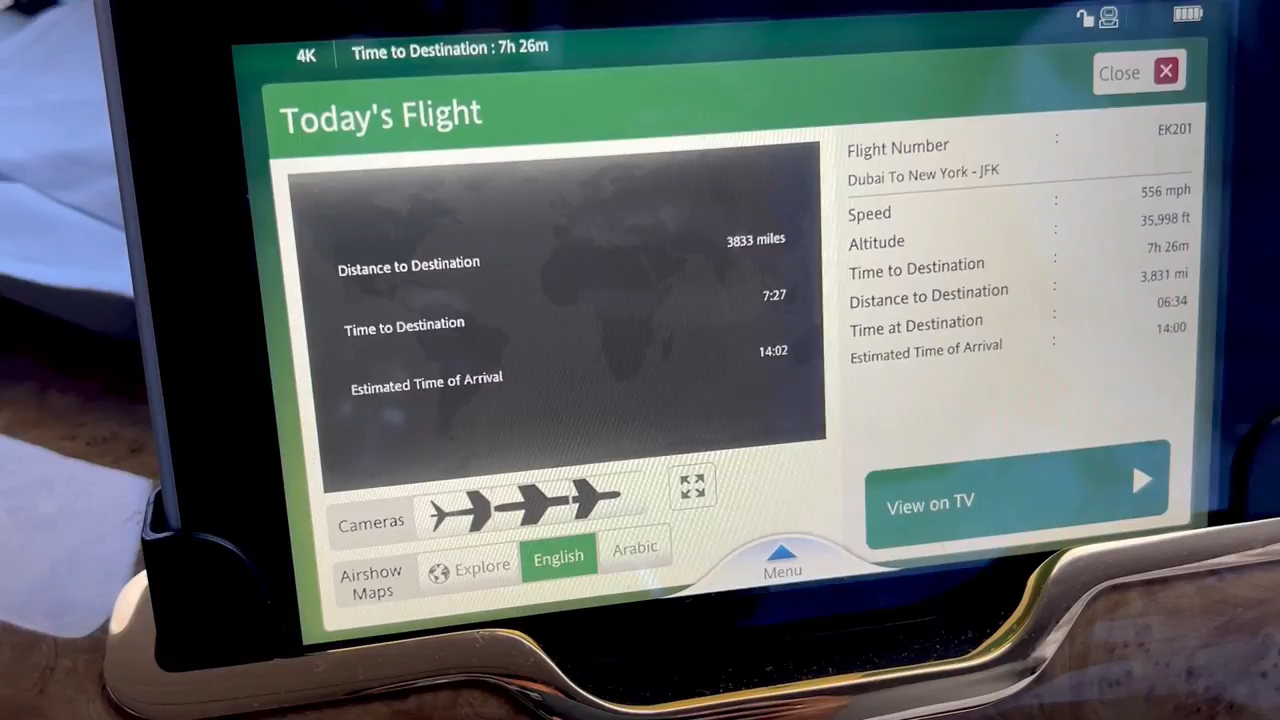 4K
Time to Destination : 7h 26m
Close
Today's Flight
Distance to Destination 3833 miles
Time to Destination 7:27
Estimated Time of Arrival 14:02
Flight Number : EK201
Dubai To New York - JFK
Speed : 556 mph
Altitude : 35,998 ft
Time to Destination : 7h 26m
Distance to Destination : 3,831 mi
Time at Destination : 06:34
Estimated Time of Arrival : 14:00
View on TV
Cameras
Airshow
Maps
Explore
English
Arabic
Menu